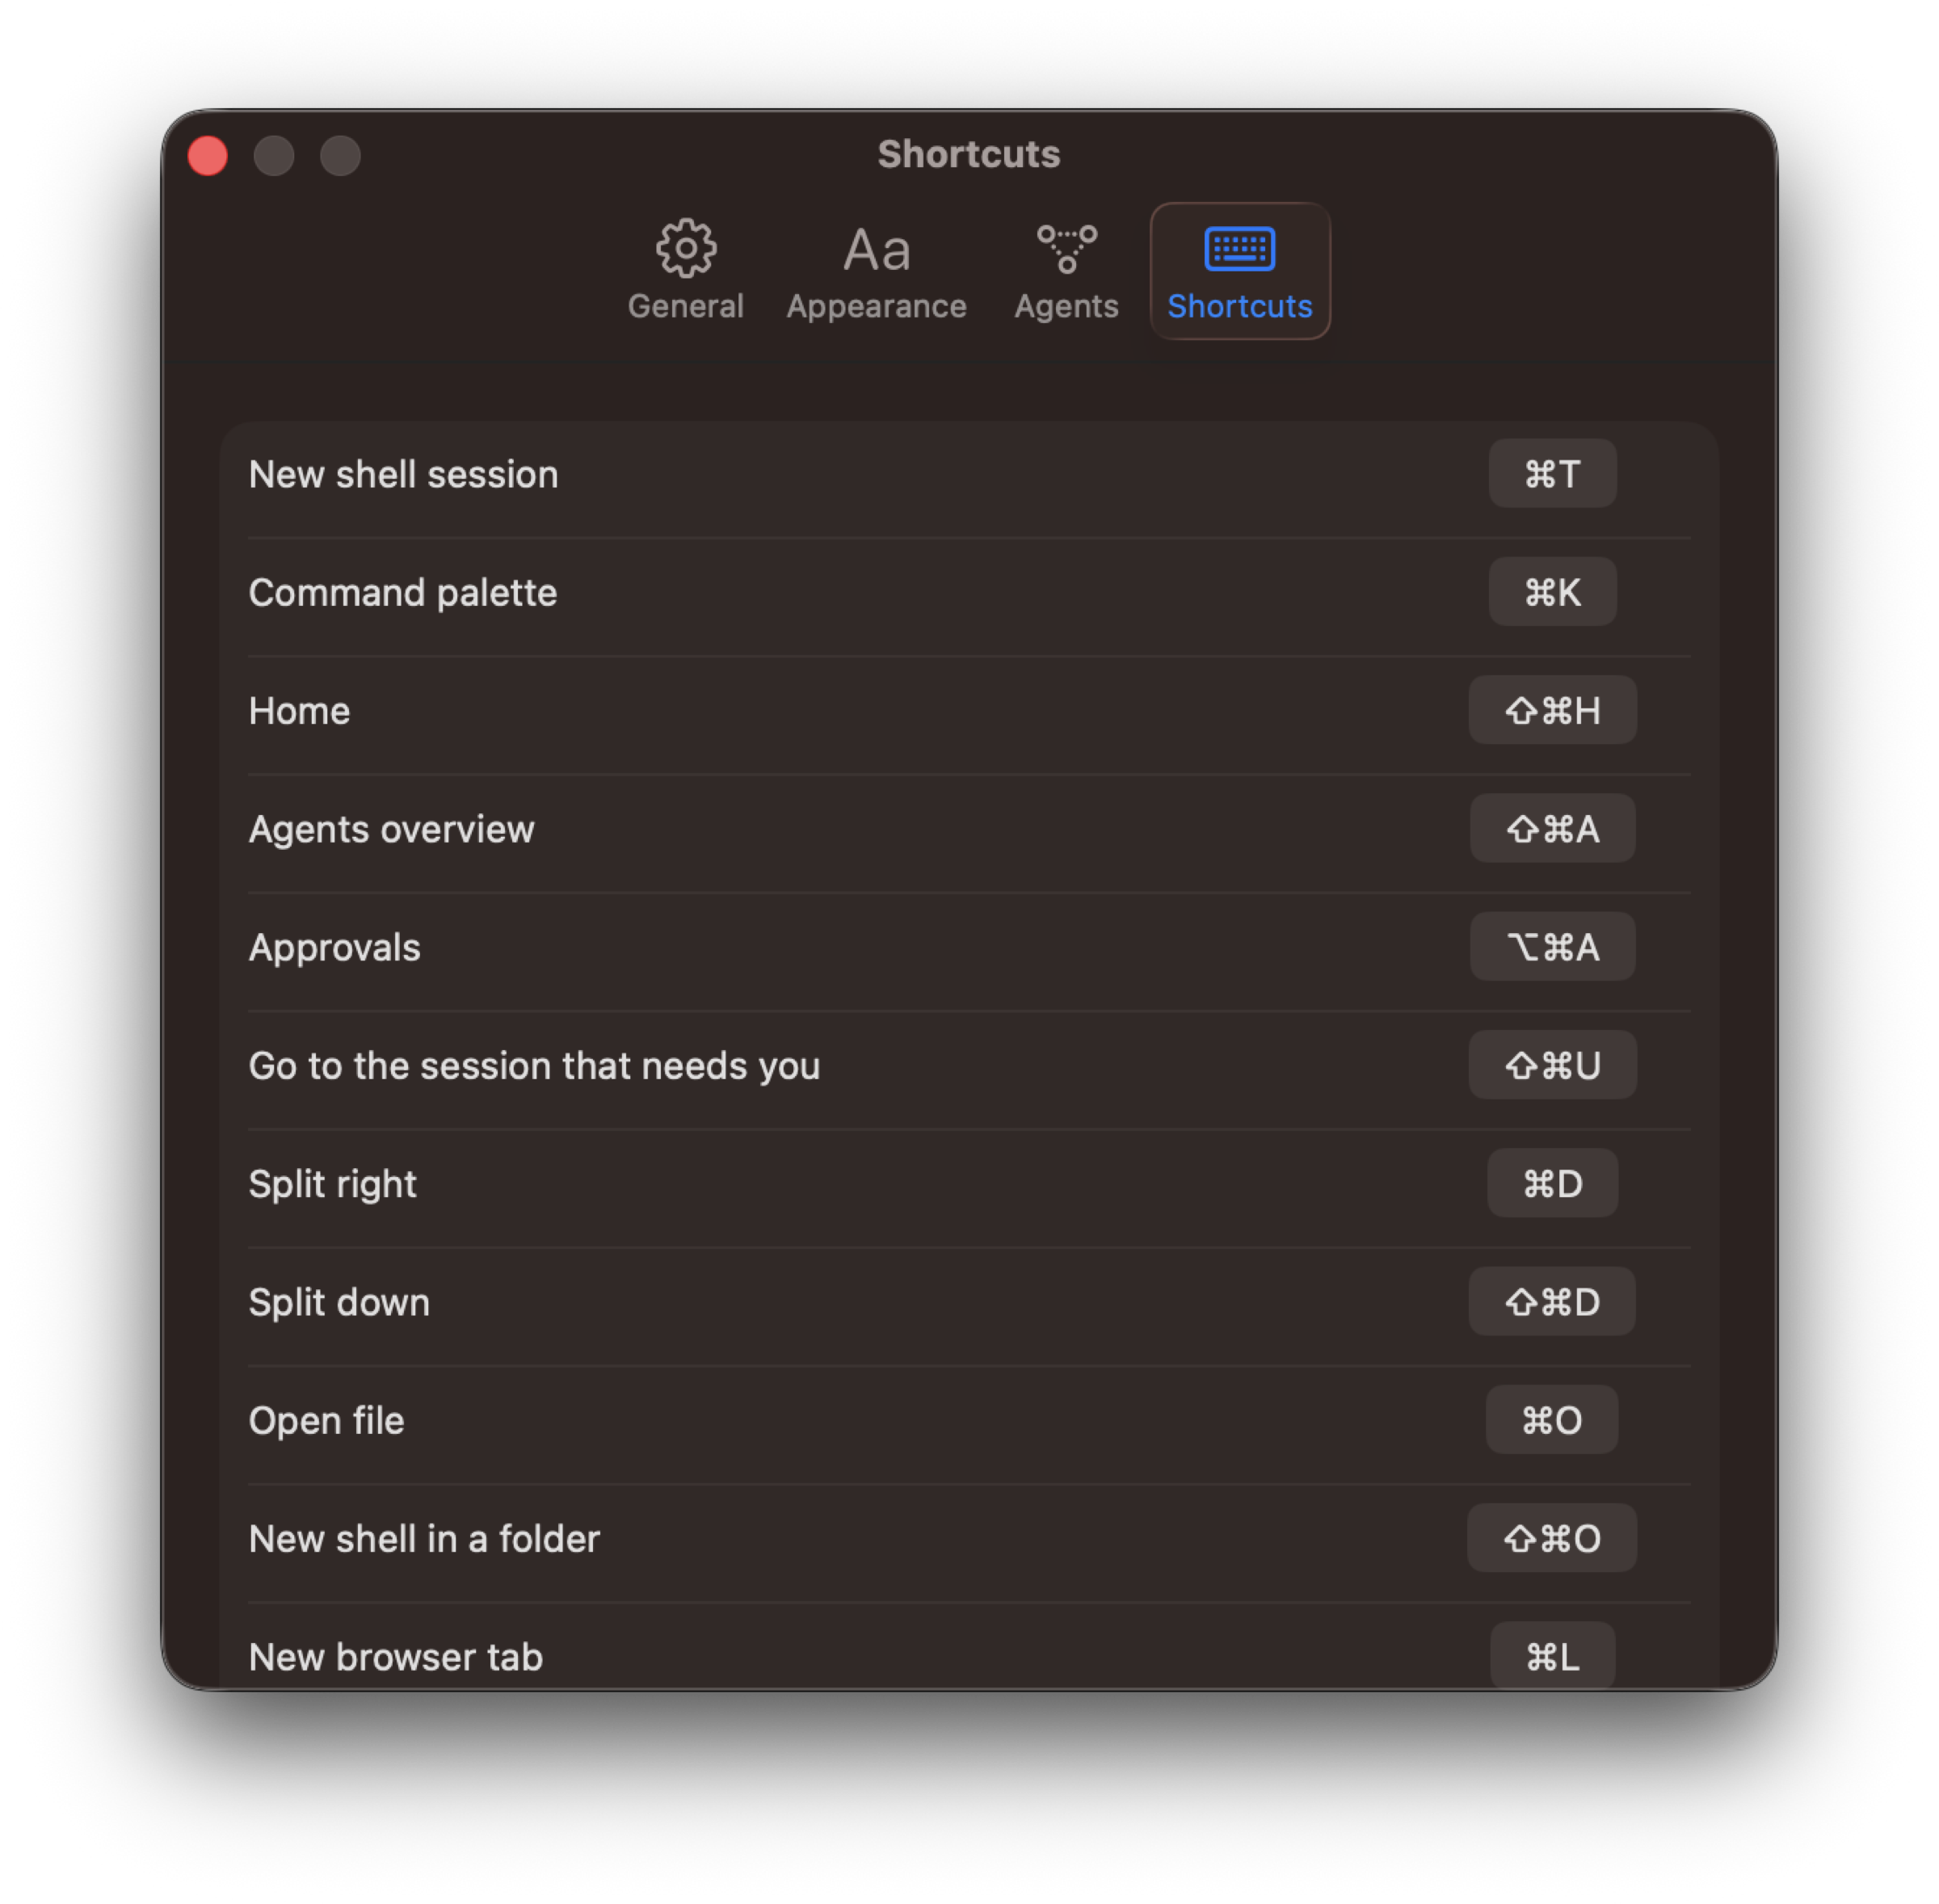 Shortcuts
Aa
General Appearance Agents Shortcuts
New shell session ⌘T
Command palette ⌘K
Home ⇧⌘H
Agents overview ⇧⌘A
Approvals ⌥⌘A
Go to the session that needs you ⇧⌘U
Split right ⌘D
Split down ⇧⌘D
Open file ⌘O
New shell in a folder ⇧⌘O
New browser tab ⌘L